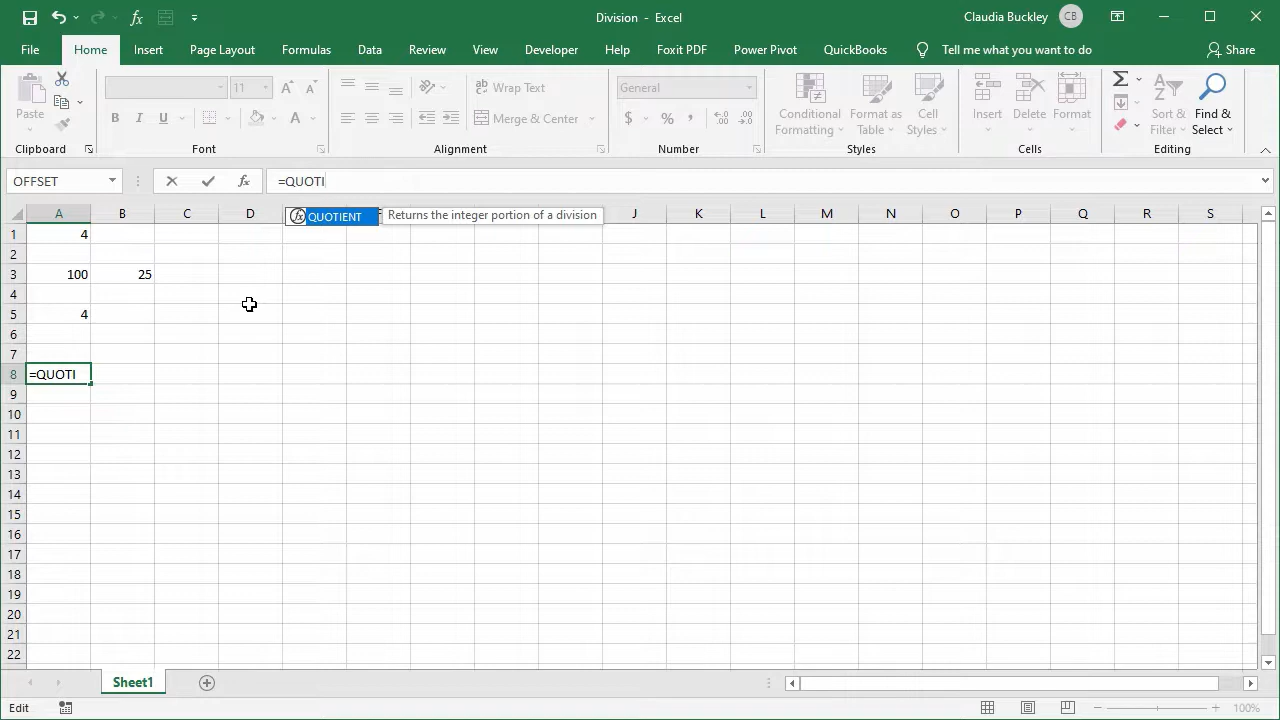 Division - Excel
Claudia Buckley CB
File Home Insert Page Layout Formulas Data Review View Developer Help Foxit PDF Power Pivot QuickBooks Tell me what you want to do Share
Paste
11
B I U A
ab Wrap Text
Merge & Center
General
$ % ,
Conditional Formatting
Format as Table
Cell Styles
Insert Delete Format
Sort & Filter
Find & Select
Clipboard Font Alignment Number Styles Cells Editing
OFFSET fx =QUOTI
A B C D J K L M N O P Q R S
QUOTIENT Returns the integer portion of a division
1 4
2
3 100 25
4
5 4
6
7
8 =QUOTI
9
10
11
12
13
14
15
16
17
18
19
20
21
22
Sheet1
Edit 100%